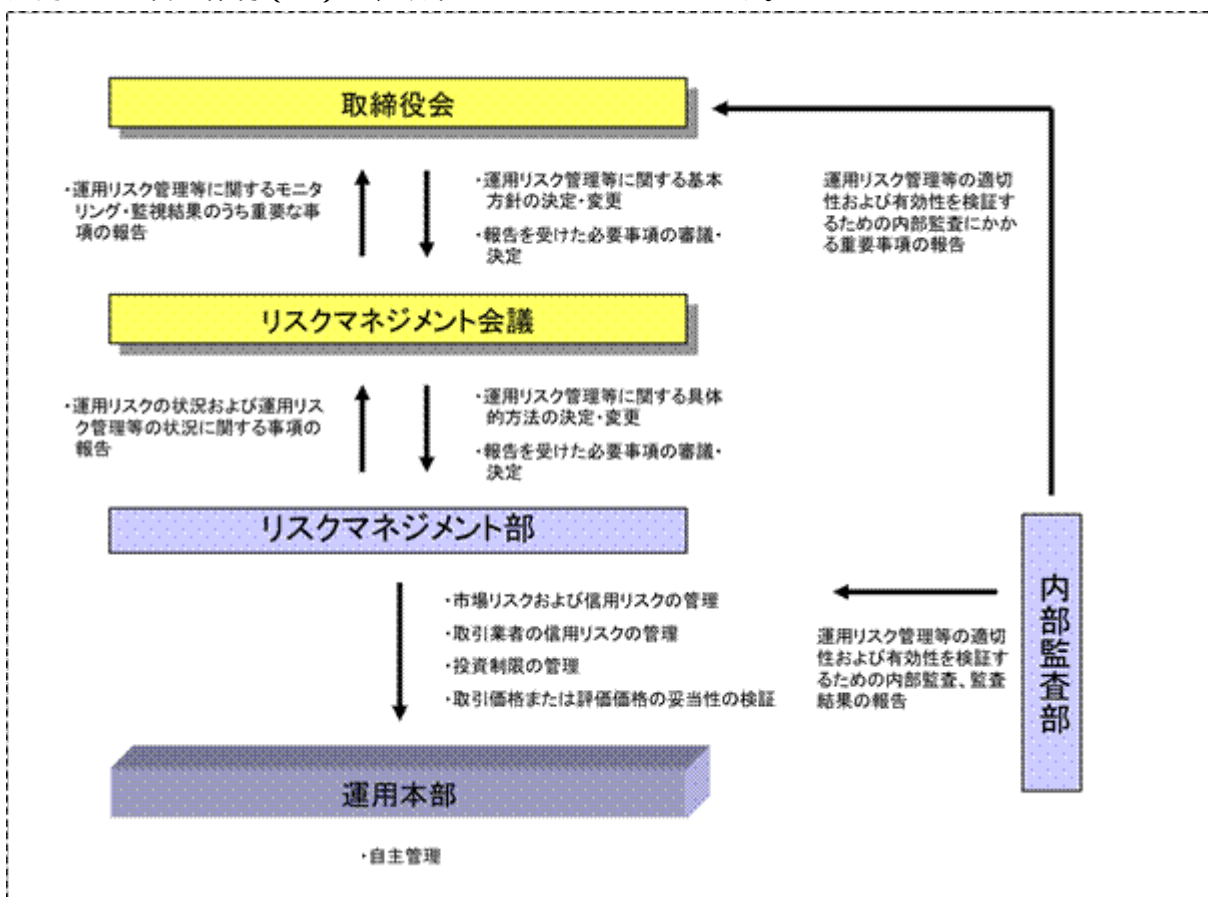 取締役会
・運用リスク管理等に関するモニ
タリング・監視結果のうち重要な事
項の報告
・運用リスク管理等に関する基本
方針の決定・変更
・報告を受けた必要事項の審議・
決定
運用リスク管理等の適切
性および有効性を検証す
るための内部監査にかか
る重要事項の報告
リスクマネジメント会議
・運用リスクの状況および運用リス
ク管理等の状況に関する事項の
報告
・運用リスク管理等に関する具体
的方法の決定・変更
・報告を受けた必要事項の審議・
決定
リスクマネジメント部
・市場リスクおよび信用リスクの管理
・取引業者の信用リスクの管理
・投資制限の管理
・取引価格または評価価格の妥当性の検証
運用リスク管理等の適切
性および有効性を検証す
るための内部監査、監査
結果の報告
内部監査部
運用本部
・自主管理